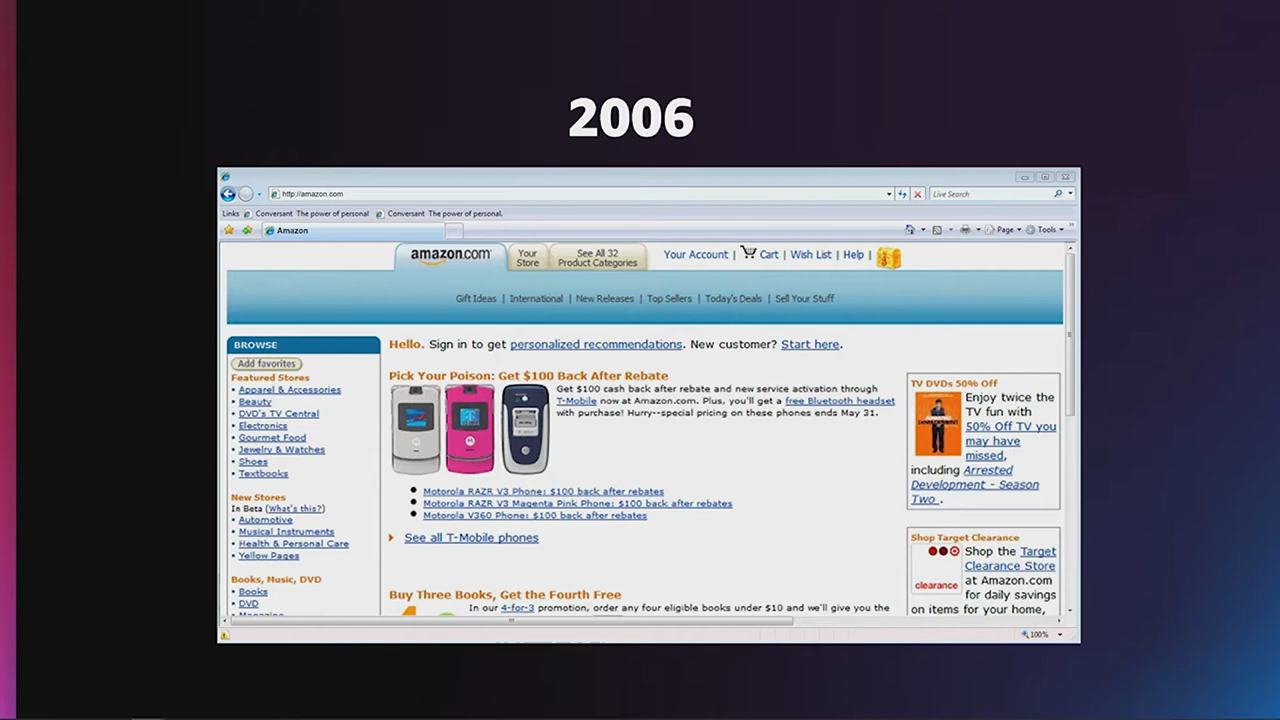 2006
http://amazon.com
Live Search
Links Conversant The power of personal Conversant The power of personal.
Amazon
Page Tools
amazon.com
Your Store
See All 32 Product Categories
Your Account | Cart | Wish List | Help |
Gift Ideas | International | New Releases | Top Sellers | Today's Deals | Sell Your Stuff
BROWSE
Add favorites
Featured Stores
• Apparel & Accessories
• Beauty
• DVD's TV Central
• Electronics
• Gourmet Food
• Jewelry & Watches
• Shoes
• Textbooks
New Stores
In Beta (What's this?)
• Automotive
• Musical Instruments
• Health & Personal Care
• Yellow Pages
Books, Music, DVD
• Books
• DVD
Hello. Sign in to get personalized recommendations. New customer? Start here.
Pick Your Poison: Get $100 Back After Rebate
Get $100 cash back after rebate and new service activation through
T-Mobile now at Amazon.com. Plus, you'll get a free Bluetooth headset
with purchase! Hurry--special pricing on these phones ends May 31.
• Motorola RAZR V3 Phone: $100 back after rebates
• Motorola RAZR V3 Magenta Pink Phone: $100 back after rebates
• Motorola V360 Phone: $100 back after rebates
See all T-Mobile phones
Buy Three Books, Get the Fourth Free
In our 4-for-3 promotion, order any four eligible books under $10 and we'll give you the
TV DVDs 50% Off
Enjoy twice the
TV fun with
50% Off TV you
may have
missed,
including Arrested
Development - Season
Two .
Shop Target Clearance
clearance
Shop the Target
Clearance Store
at Amazon.com
for daily savings
on items for your home,
100%